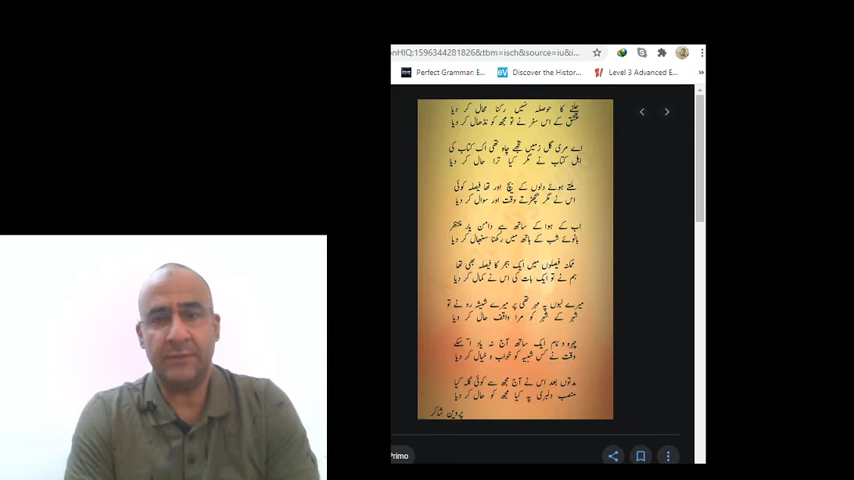 nHIQ:1596344281826&tbm=isch&source=iu&i...
Perfect Grammar: E... eV Discover the Histor... Level 3 Advanced E... »
چلنے کا حوصلہ نہیں رکنا محال کر دیا
عشق کے اس سفر نے تو مجھ کو نڈھال کر دیا
اے مری گل زمیں تجھے چاہ تھی اک کتاب کی
اہل کتاب نے مگر کیا ترا حال کر دیا
ملتے ہوئے دلوں کے بیچ اور تھا فیصلہ کوئی
اس نے مگر بچھڑتے وقت اور سوال کر دیا
اب کے ہوا کے ساتھ ہے دامن یار منتظر
بانوئے شب کے ہاتھ میں رکھنا سنبھال کر دیا
ممکنہ فیصلوں میں ایک ہجر کا فیصلہ بھی تھا
ہم نے تو ایک بات کی اس نے کمال کر دیا
میرے لبوں پہ مہر تھی پر میرے شیشہ رو نے تو
شہر کے شہر کو مرا واقف حال کر دیا
چہرہ و نام ایک ساتھ آج نہ یاد آ سکے
وقت نے کس شبیہ کو خواب و خیال کر دیا
مدتوں بعد اس نے آج مجھ سے کوئی گلہ کیا
منصب دلبری پہ کیا مجھ کو حال کر دیا
پروین شاکر
Primo